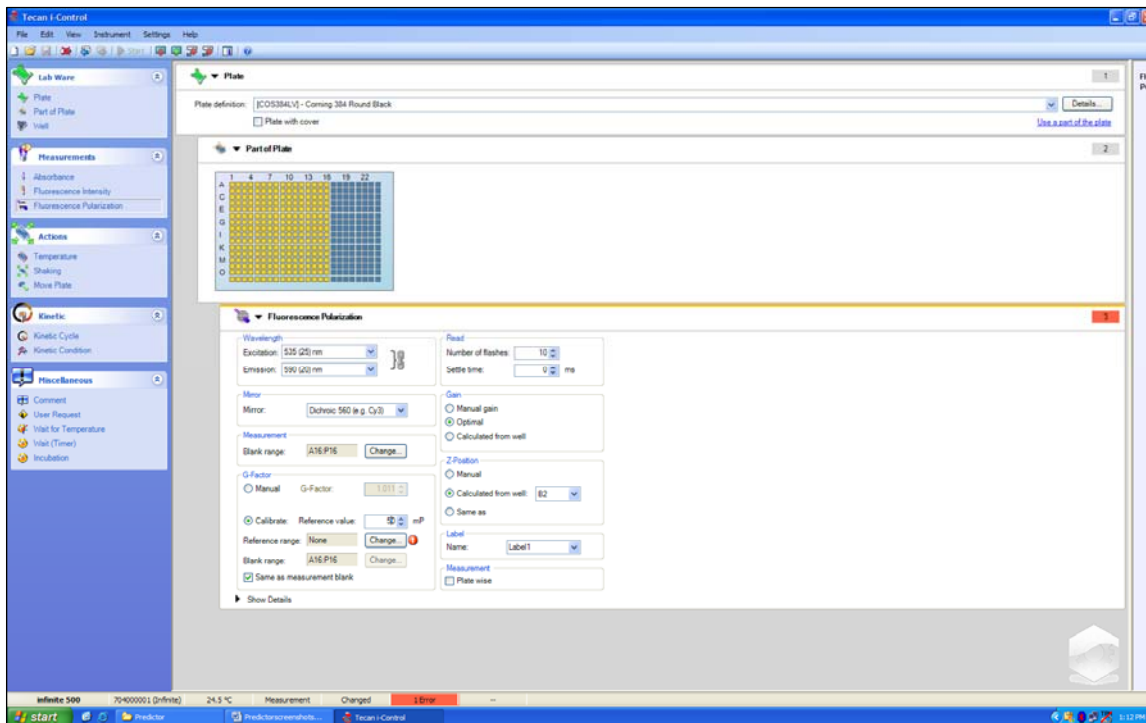 Tecan i-Control
File Edit View Instrument Settings Help
Start
Lab Ware
Plate
Part of Plate
Well
Measurements
Absorbance
Fluorescence Intensity
Fluorescence Polarization
Actions
Temperature
Shaking
Move Plate
Kinetic
Kinetic Cycle
Kinetic Condition
Miscellaneous
Comment
User Request
Wait for Temperature
Wait (Timer)
Incubation
Plate 1
Plate definition: [COS384LV] - Corning 384 Round Black Details...
Plate with cover Use a part of the plate
Part of Plate 2
1 4 7 10 13 16 19 22
A
C
E
G
I
K
M
O
Fluorescence Polarization 3
Wavelength
Excitation: 535 (25) nm
Emission: 590 (20) nm
Mirror
Mirror: Dichroic 560 (e.g. Cy3)
Measurement
Blank range: A16:P16 Change...
G-Factor
Manual G-Factor: 1.011
Calibrate: Reference value: mP
Reference range: None Change...
Blank range: A16:P16 Change...
Same as measurement blank
Show Details
Read
Number of flashes: 10
Settle time: 0 ms
Gain
Manual gain
Optimal
Calculated from well
Z-Position
Manual
Calculated from well: B2
Same as
Label
Name: Label1
Measurement
Plate wise
infinite 500 704000001 (Infinite) 24.5 °C Measurement Changed 1 Error --
start Predictor Predictorscreenshots... Tecan i-Control 1:12 PM